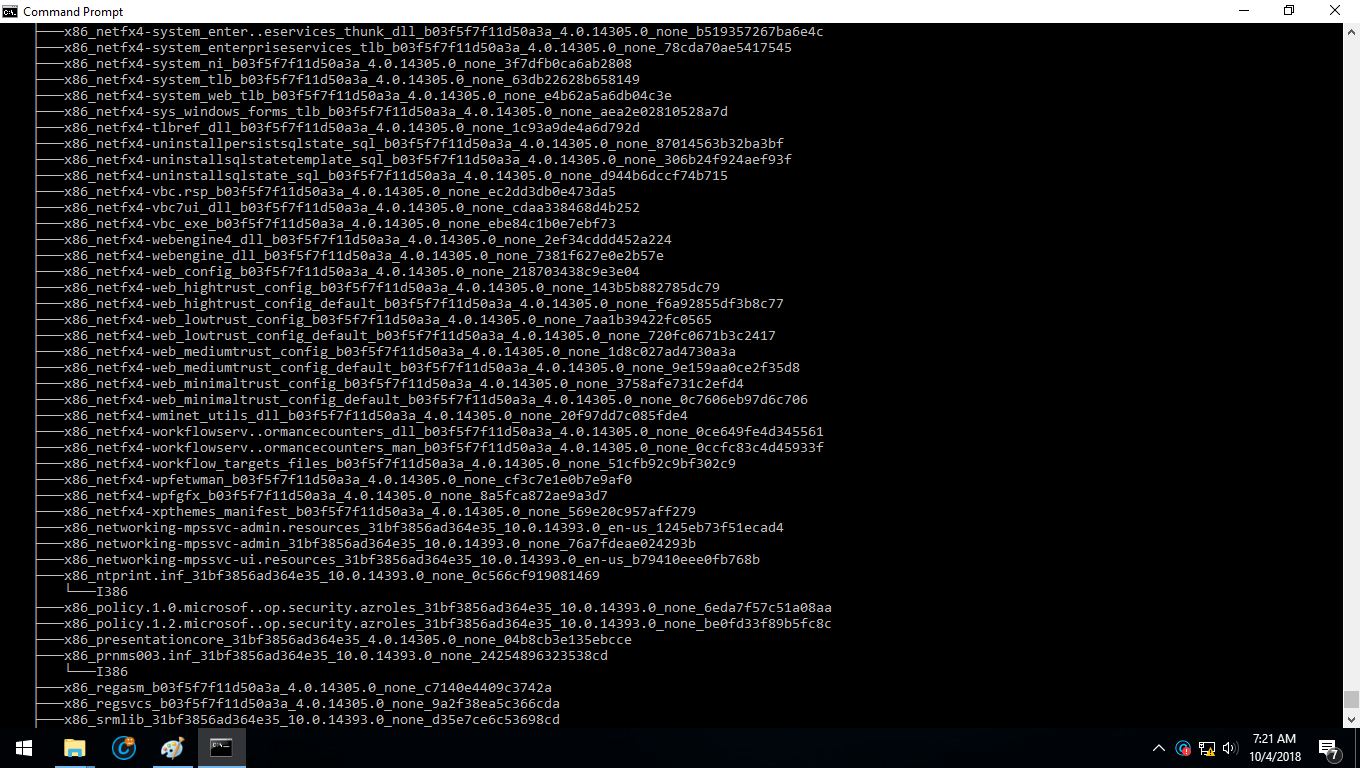 Command Prompt
├───x86_netfx4-system_enter..eservices_thunk_dll_b03f5f7f11d50a3a_4.0.14305.0_none_b519357267ba6e4c
├───x86_netfx4-system_enterpriseservices_tlb_b03f5f7f11d50a3a_4.0.14305.0_none_78cda70ae5417545
├───x86_netfx4-system_ni_b03f5f7f11d50a3a_4.0.14305.0_none_3f7dfb0ca6ab2808
├───x86_netfx4-system_tlb_b03f5f7f11d50a3a_4.0.14305.0_none_63db22628b658149
├───x86_netfx4-system_web_tlb_b03f5f7f11d50a3a_4.0.14305.0_none_e4b62a5a6db04c3e
├───x86_netfx4-sys_windows_forms_tlb_b03f5f7f11d50a3a_4.0.14305.0_none_aea2e02810528a7d
├───x86_netfx4-tlbref_dll_b03f5f7f11d50a3a_4.0.14305.0_none_1c93a9de4a6d792d
├───x86_netfx4-uninstallpersistsqlstate_sql_b03f5f7f11d50a3a_4.0.14305.0_none_87014563b32ba3bf
├───x86_netfx4-uninstallsqlstatetemplate_sql_b03f5f7f11d50a3a_4.0.14305.0_none_306b24f924aef93f
├───x86_netfx4-uninstallsqlstate_sql_b03f5f7f11d50a3a_4.0.14305.0_none_d944b6dccf74b715
├───x86_netfx4-vbc.rsp_b03f5f7f11d50a3a_4.0.14305.0_none_ec2dd3db0e473da5
├───x86_netfx4-vbc7ui_dll_b03f5f7f11d50a3a_4.0.14305.0_none_cdaa338468d4b252
├───x86_netfx4-vbc_exe_b03f5f7f11d50a3a_4.0.14305.0_none_ebe84c1b0e7ebf73
├───x86_netfx4-webengine4_dll_b03f5f7f11d50a3a_4.0.14305.0_none_2ef34cddd452a224
├───x86_netfx4-webengine_dll_b03f5f7f11d50a3a_4.0.14305.0_none_7381f627e0e2b57e
├───x86_netfx4-web_config_b03f5f7f11d50a3a_4.0.14305.0_none_218703438c9e3e04
├───x86_netfx4-web_hightrust_config_b03f5f7f11d50a3a_4.0.14305.0_none_143b5b882785dc79
├───x86_netfx4-web_hightrust_config_default_b03f5f7f11d50a3a_4.0.14305.0_none_f6a92855df3b8c77
├───x86_netfx4-web_lowtrust_config_b03f5f7f11d50a3a_4.0.14305.0_none_7aa1b39422fc0565
├───x86_netfx4-web_lowtrust_config_default_b03f5f7f11d50a3a_4.0.14305.0_none_720fc0671b3c2417
├───x86_netfx4-web_mediumtrust_config_b03f5f7f11d50a3a_4.0.14305.0_none_1d8c027ad4730a3a
├───x86_netfx4-web_mediumtrust_config_default_b03f5f7f11d50a3a_4.0.14305.0_none_9e159aa0ce2f35d8
├───x86_netfx4-web_minimaltrust_config_b03f5f7f11d50a3a_4.0.14305.0_none_3758afe731c2efd4
├───x86_netfx4-web_minimaltrust_config_default_b03f5f7f11d50a3a_4.0.14305.0_none_0c7606eb97d6c706
├───x86_netfx4-wminet_utils_dll_b03f5f7f11d50a3a_4.0.14305.0_none_20f97dd7c085fde4
├───x86_netfx4-workflowserv..ormancecounters_dll_b03f5f7f11d50a3a_4.0.14305.0_none_0ce649fe4d345561
├───x86_netfx4-workflowserv..ormancecounters_man_b03f5f7f11d50a3a_4.0.14305.0_none_0ccfc83c4d45933f
├───x86_netfx4-workflow_targets_files_b03f5f7f11d50a3a_4.0.14305.0_none_51cfb92c9bf302c9
├───x86_netfx4-wpfetwman_b03f5f7f11d50a3a_4.0.14305.0_none_cf3c7e1e0b7e9af0
├───x86_netfx4-wpfgfx_b03f5f7f11d50a3a_4.0.14305.0_none_8a5fca872ae9a3d7
├───x86_netfx4-xpthemes_manifest_b03f5f7f11d50a3a_4.0.14305.0_none_569e20c957aff279
├───x86_networking-mpssvc-admin.resources_31bf3856ad364e35_10.0.14393.0_en-us_1245eb73f51ecad4
├───x86_networking-mpssvc-admin_31bf3856ad364e35_10.0.14393.0_none_76a7fdeae024293b
├───x86_networking-mpssvc-ui.resources_31bf3856ad364e35_10.0.14393.0_en-us_b79410eee0fb768b
├───x86_ntprint.inf_31bf3856ad364e35_10.0.14393.0_none_0c566cf919081469
│   └───I386
├───x86_policy.1.0.microsof..op.security.azroles_31bf3856ad364e35_10.0.14393.0_none_6eda7f57c51a08aa
├───x86_policy.1.2.microsof..op.security.azroles_31bf3856ad364e35_10.0.14393.0_none_be0fd33f89b5fc8c
├───x86_presentationcore_31bf3856ad364e35_4.0.14305.0_none_04b8cb3e135ebcce
├───x86_prnms003.inf_31bf3856ad364e35_10.0.14393.0_none_24254896323538cd
│   └───I386
├───x86_regasm_b03f5f7f11d50a3a_4.0.14305.0_none_c7140e4409c3742a
├───x86_regsvcs_b03f5f7f11d50a3a_4.0.14305.0_none_9a2f38ea5c366cda
├───x86_srmlib_31bf3856ad364e35_10.0.14393.0_none_d35e7ce6c53698cd
7:21 AM
10/4/2018
7